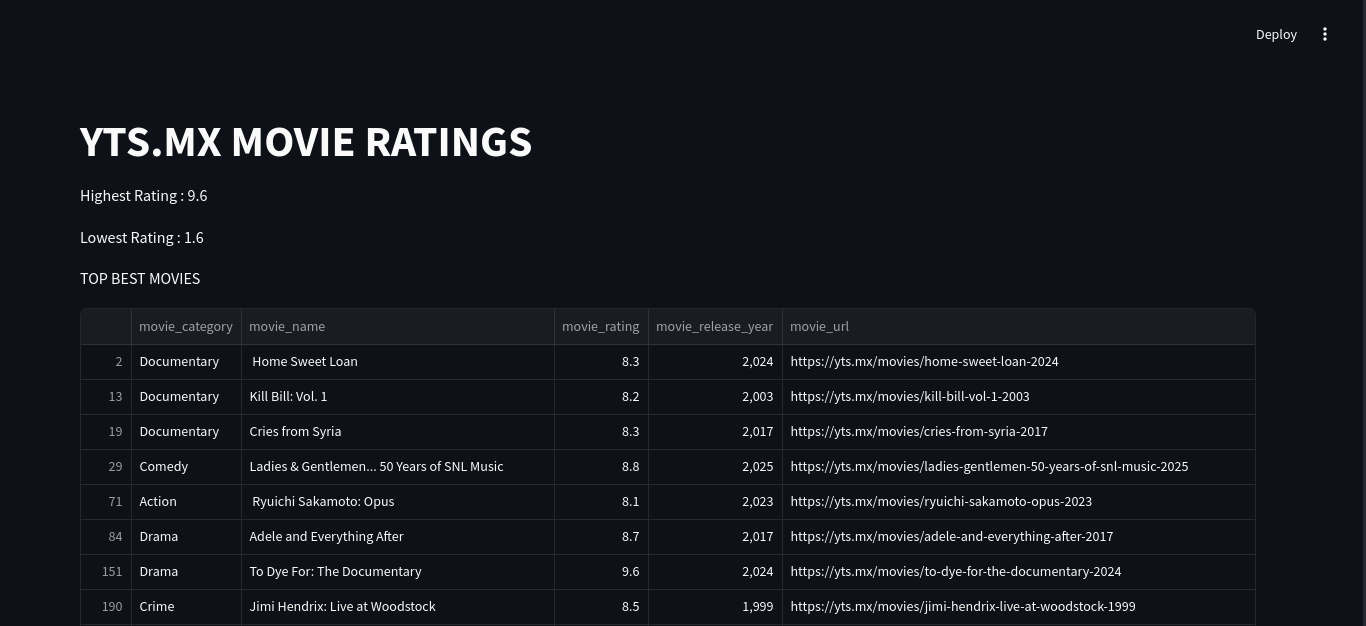 Deploy
YTS.MX MOVIE RATINGS
Highest Rating : 9.6
Lowest Rating : 1.6
TOP BEST MOVIES
movie_category movie_name movie_rating movie_release_year movie_url
2 Documentary Home Sweet Loan 8.3 2,024 https://yts.mx/movies/home-sweet-loan-2024
13 Documentary Kill Bill: Vol. 1 8.2 2,003 https://yts.mx/movies/kill-bill-vol-1-2003
19 Documentary Cries from Syria 8.3 2,017 https://yts.mx/movies/cries-from-syria-2017
29 Comedy Ladies & Gentlemen... 50 Years of SNL Music 8.8 2,025 https://yts.mx/movies/ladies-gentlemen-50-years-of-snl-music-2025
71 Action Ryuichi Sakamoto: Opus 8.1 2,023 https://yts.mx/movies/ryuichi-sakamoto-opus-2023
84 Drama Adele and Everything After 8.7 2,017 https://yts.mx/movies/adele-and-everything-after-2017
151 Drama To Dye For: The Documentary 9.6 2,024 https://yts.mx/movies/to-dye-for-the-documentary-2024
190 Crime Jimi Hendrix: Live at Woodstock 8.5 1,999 https://yts.mx/movies/jimi-hendrix-live-at-woodstock-1999